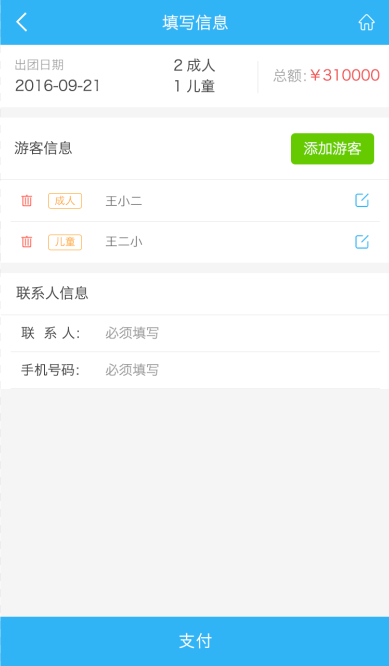 填写信息
出团日期
2016-09-21
2 成人
1 儿童
总额:￥310000
游客信息
添加游客
成人 王小二
儿童 王二小
联系人信息
联 系 人: 必须填写
手机号码: 必须填写
支付